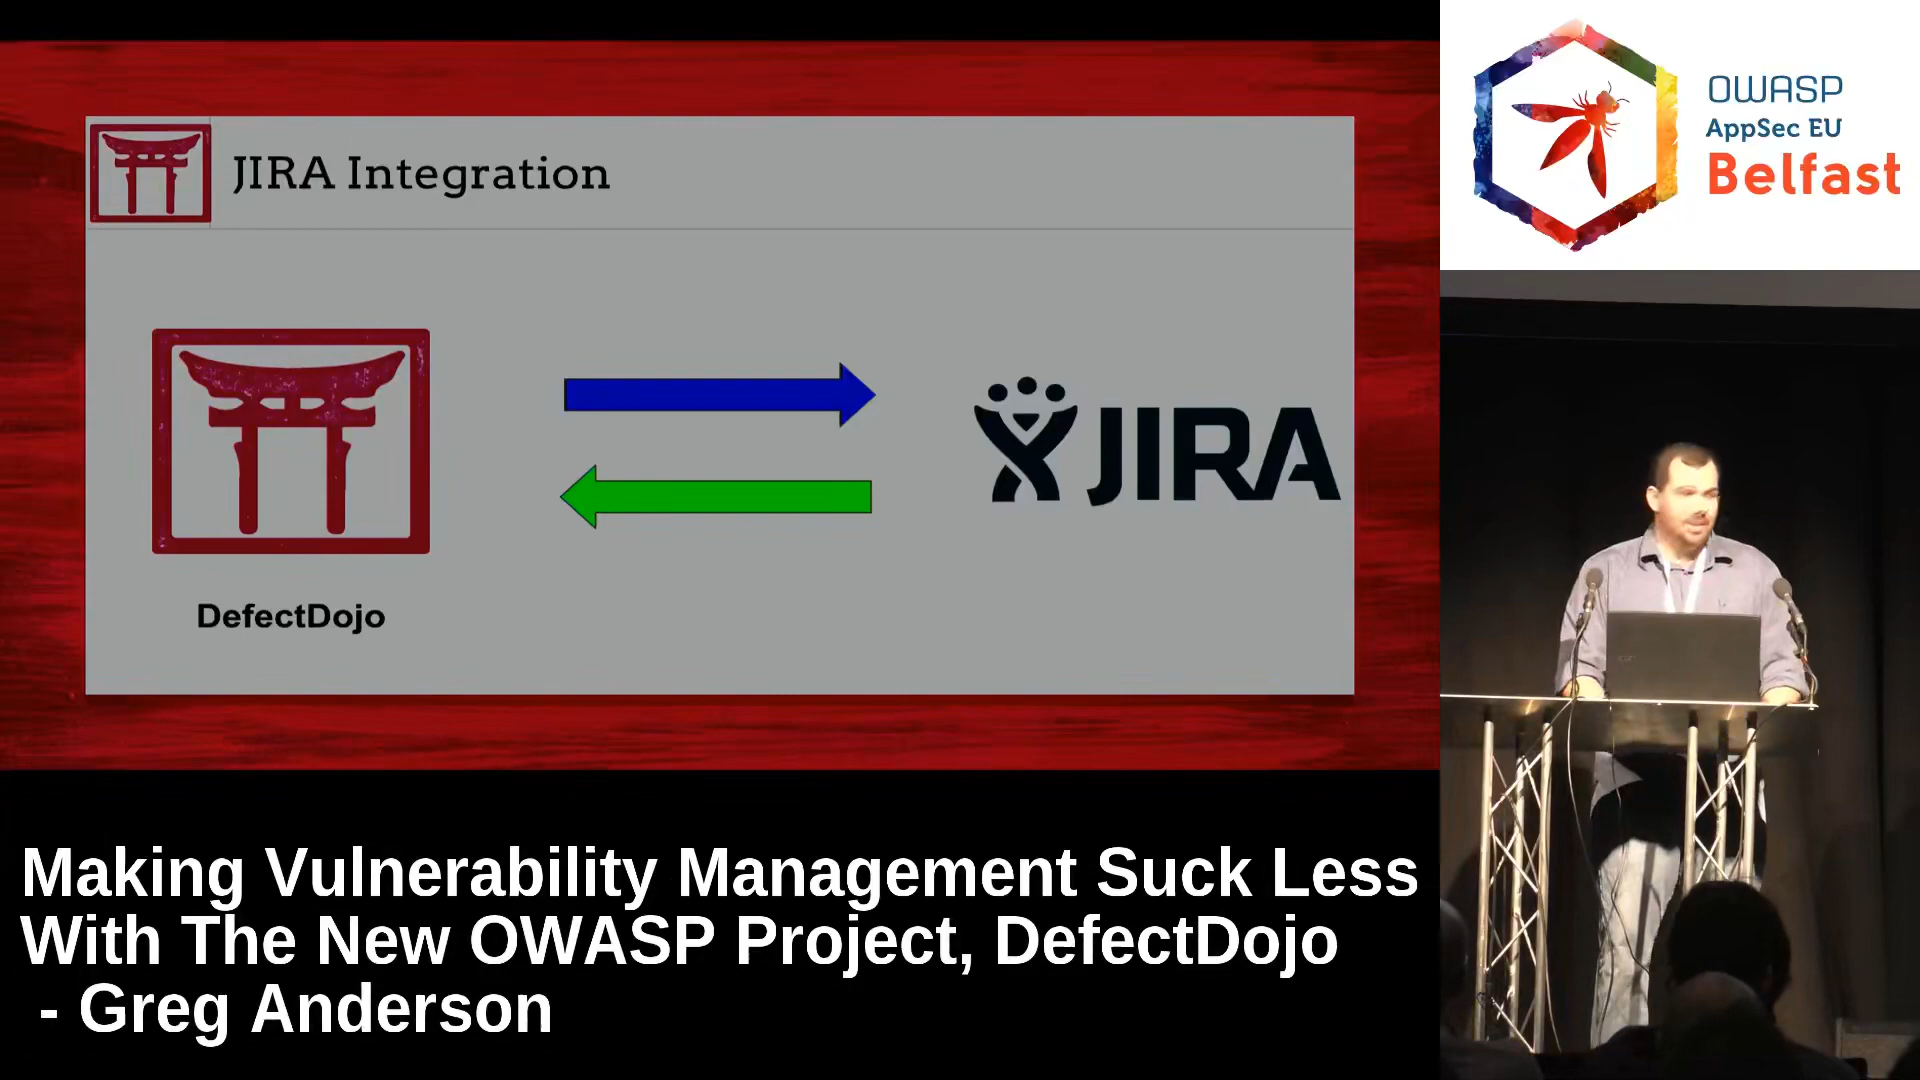 JIRA Integration
DefectDojo
JIRA
OWASP
AppSec EU
Belfast
Making Vulnerability Management Suck Less
With The New OWASP Project, DefectDojo
- Greg Anderson